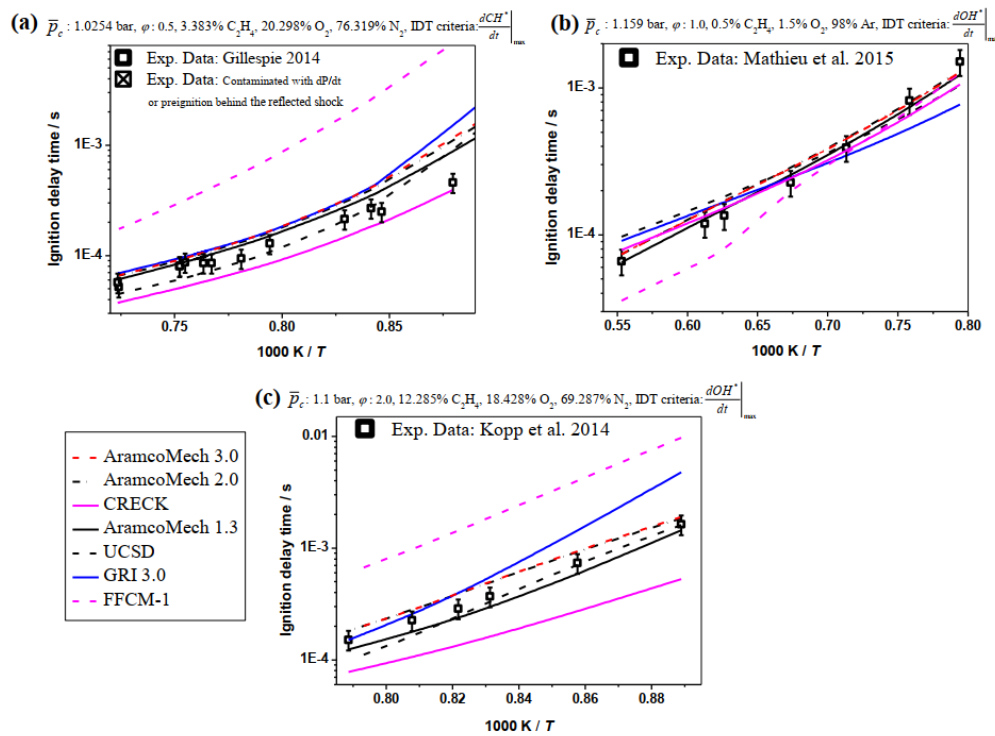 (a) p̅c : 1.0254 bar, φ : 0.5, 3.383% C2H4, 20.298% O2, 76.319% N2, IDT criteria: dCH*/dt|max
Exp. Data: Gillespie 2014
Exp. Data: Contaminated with dP/dt
or preignition behind the reflected shock
Ignition delay time / s
1E-3
1E-4
0.75 0.80 0.85
1000 K / T
(b) p̅c : 1.159 bar, φ : 1.0, 0.5% C2H4, 1.5% O2, 98% Ar, IDT criteria: dOH*/dt|max
Exp. Data: Mathieu et al. 2015
Ignition delay time / s
1E-3
1E-4
0.55 0.60 0.65 0.70 0.75 0.80
1000 K / T
(c) p̅c : 1.1 bar, φ : 2.0, 12.285% C2H4, 18.428% O2, 69.287% N2, IDT criteria: dOH*/dt|max
Exp. Data: Kopp et al. 2014
Ignition delay time / s
0.01
1E-3
1E-4
0.80 0.82 0.84 0.86 0.88
1000 K / T
AramcoMech 3.0
AramcoMech 2.0
CRECK
AramcoMech 1.3
UCSD
GRI 3.0
FFCM-1